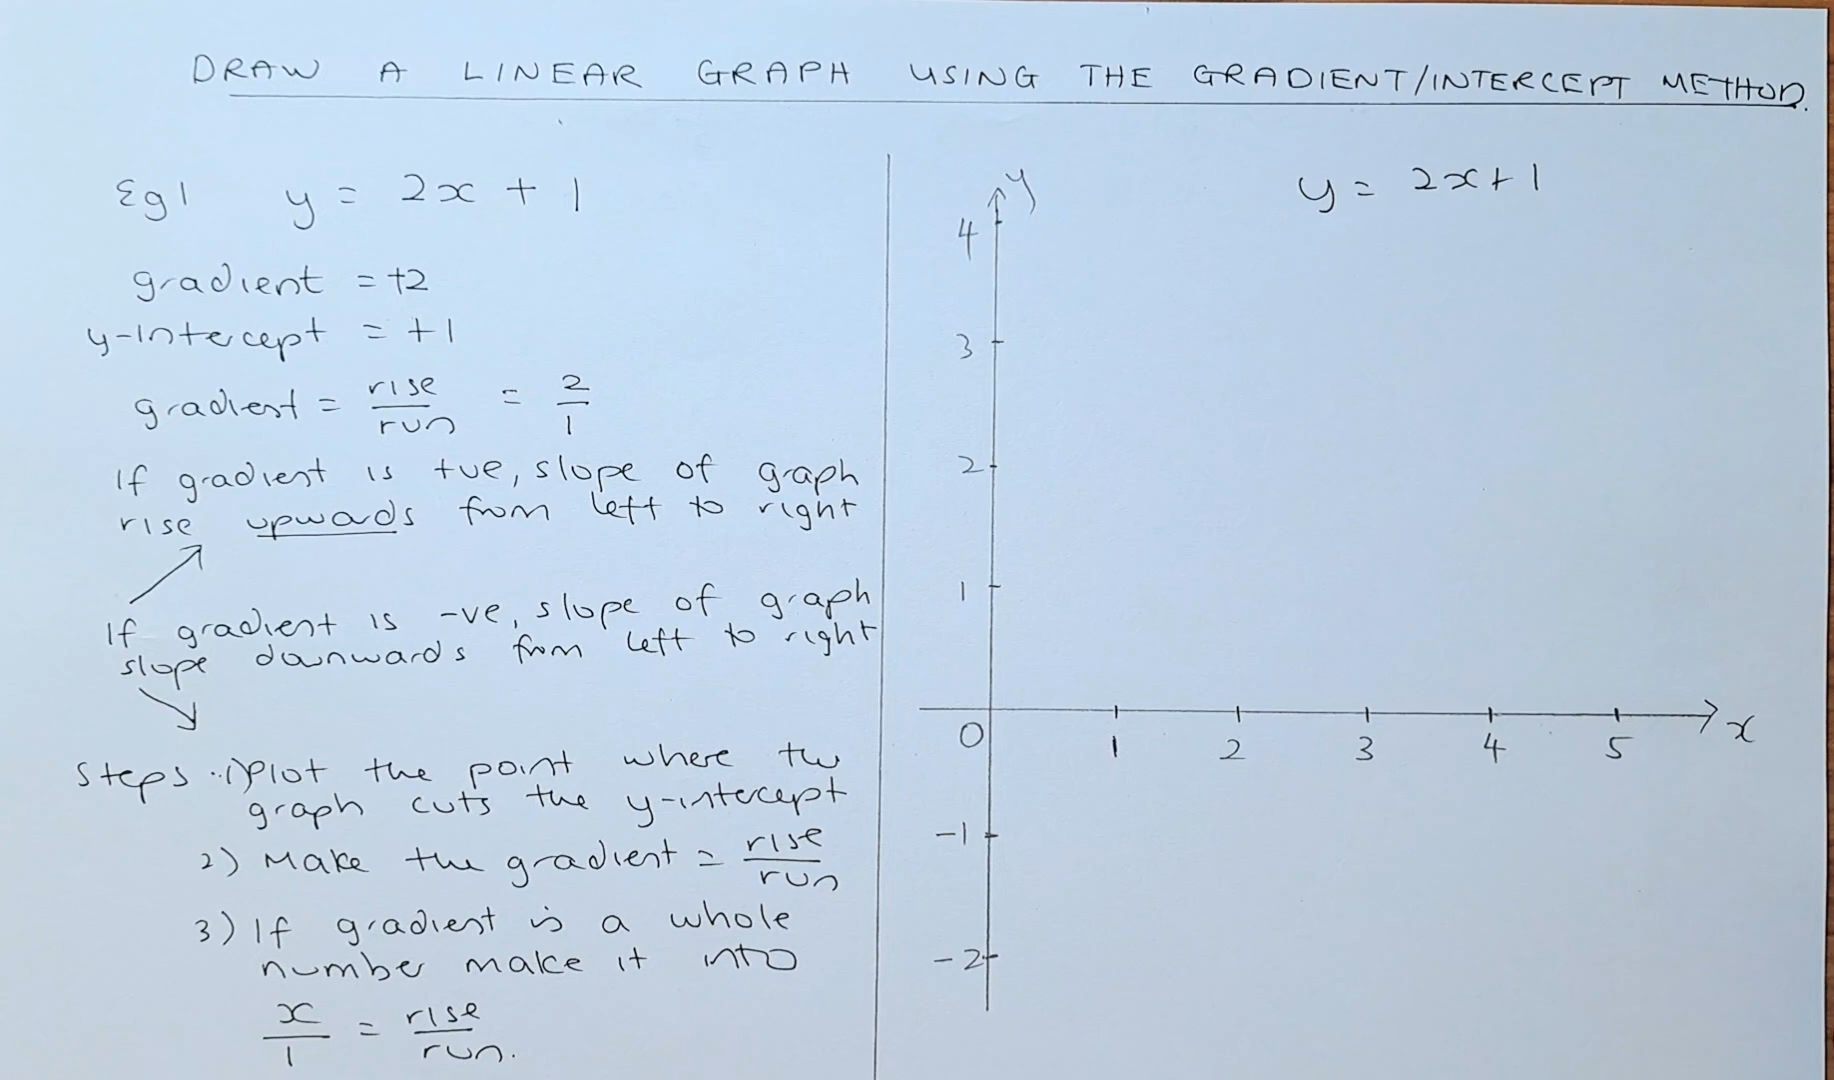 DRAW A LINEAR GRAPH USING THE GRADIENT/INTERCEPT METHOD.
Eg1 y = 2x + 1
gradient = +2
y-intercept = +1
gradient = rise/run = 2/1
If gradient is +ve, slope of graph
rise upwards from left to right
If gradient is -ve, slope of graph
slope downwards from left to right
Steps 1) Plot the point where the
graph cuts the y-intercept
2) Make the gradient = rise/run
3) If gradient is a whole
number make it into
x/1 = rise/run.
y = 2x+1
y
4
3
2
1
0
1 2 3 4 5 x
-1
-2